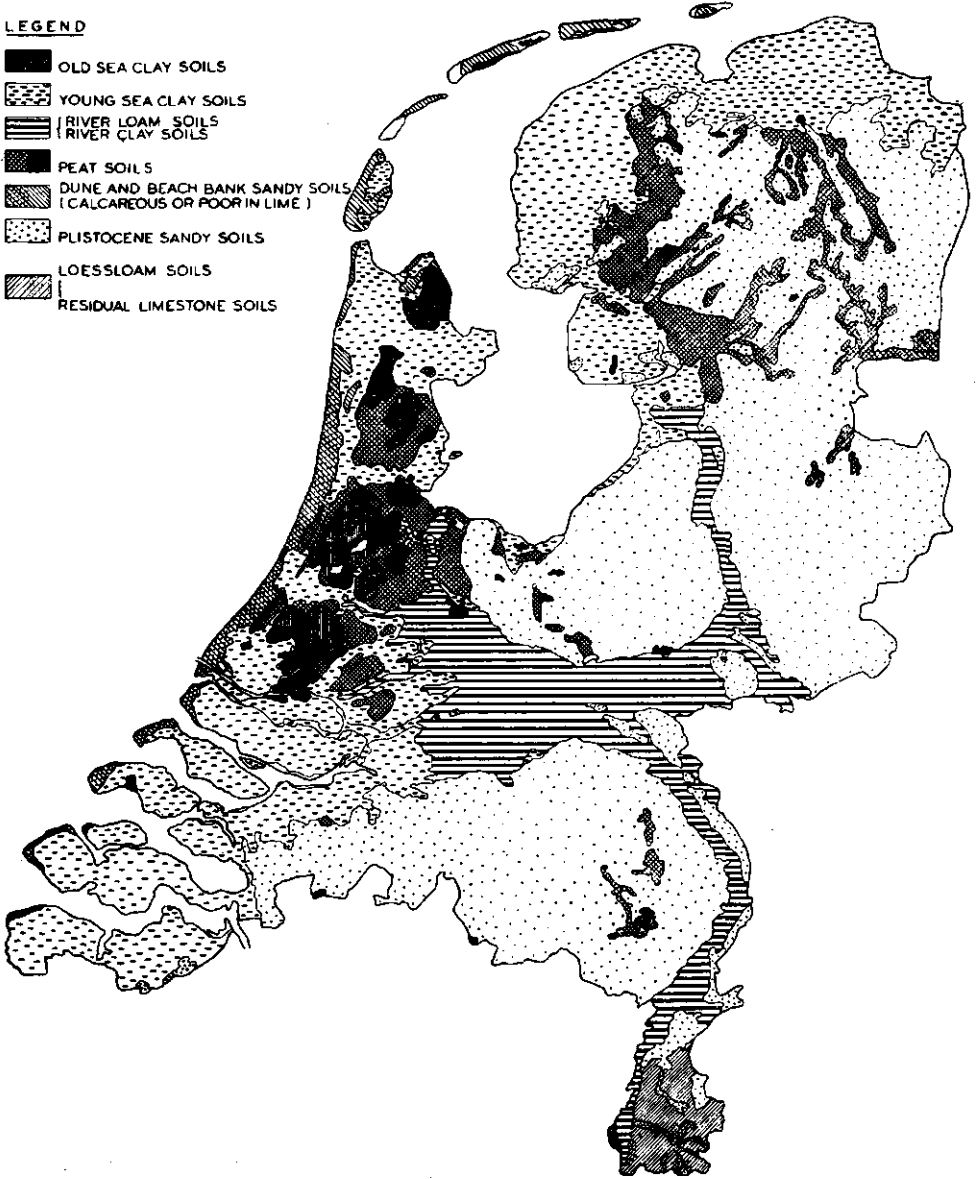 LEGEND
OLD SEA CLAY SOILS
YOUNG SEA CLAY SOILS
RIVER LOAM SOILS
RIVER CLAY SOILS
PEAT SOILS
DUNE AND BEACH BANK SANDY SOILS
(CALCAREOUS OR POOR IN LIME)
PLISTOCENE SANDY SOILS
LOESSLOAM SOILS
RESIDUAL LIMESTONE SOILS